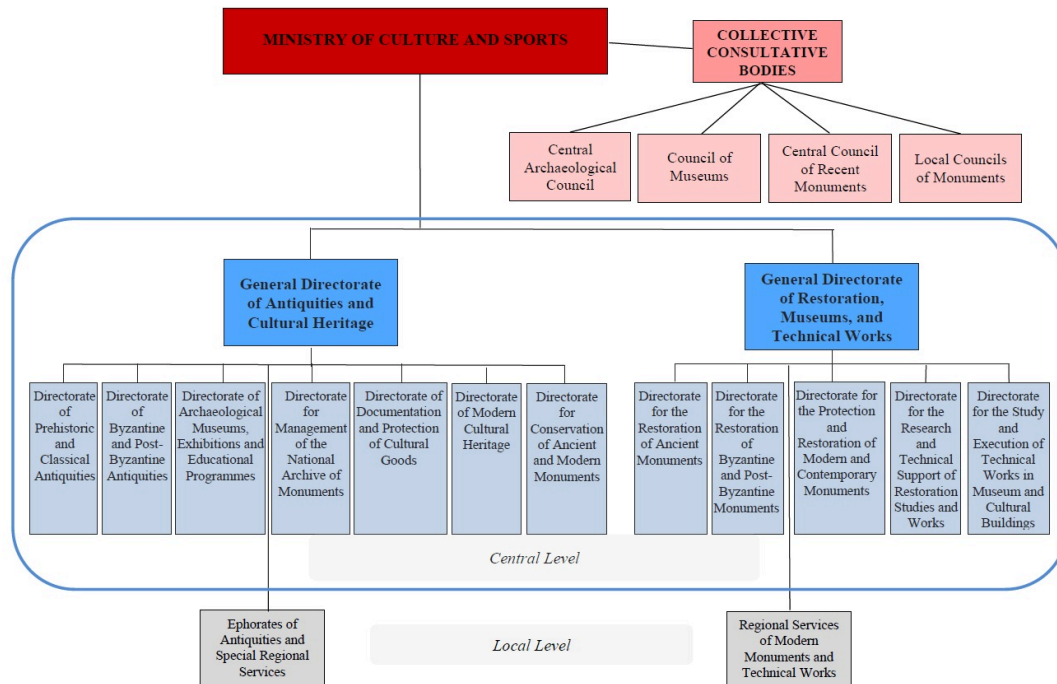 MINISTRY OF CULTURE AND SPORTS
COLLECTIVE
CONSULTATIVE
BODIES
Central
Archaeological
Council
Council of
Museums
Central Council
of Recent
Monuments
Local Councils
of Monuments
General Directorate
of Antiquities and
Cultural Heritage
General Directorate
of Restoration,
Museums, and
Technical Works
Directorate
of
Prehistoric
and
Classical
Antiquities
Directorate
of
Byzantine
and Post-
Byzantine
Antiquities
Directorate of
Archaeological
Museums,
Exhibitions and
Educational
Programmes
Directorate
for
Management
of the
National
Archive of
Monuments
Directorate of
Documentation
and Protection
of Cultural
Goods
Directorate
of Modern
Cultural
Heritage
Directorate
for
Conservation
of Ancient
and Modern
Monuments
Directorate
for the
Restoration
of Ancient
Monuments
Directorate
for the
Restoration
of
Byzantine
and Post-
Byzantine
Monuments
Directorate for
the Protection
and
Restoration of
Modern and
Contemporary
Monuments
Directorate
for the
Research
and
Technical
Support of
Restoration
Studies and
Works
Directorate
for the Study
and
Execution of
Technical
Works in
Museum and
Cultural
Buildings
Central Level
Ephorates of
Antiquities and
Special Regional
Services
Local Level
Regional Services
of Modern
Monuments and
Technical Works